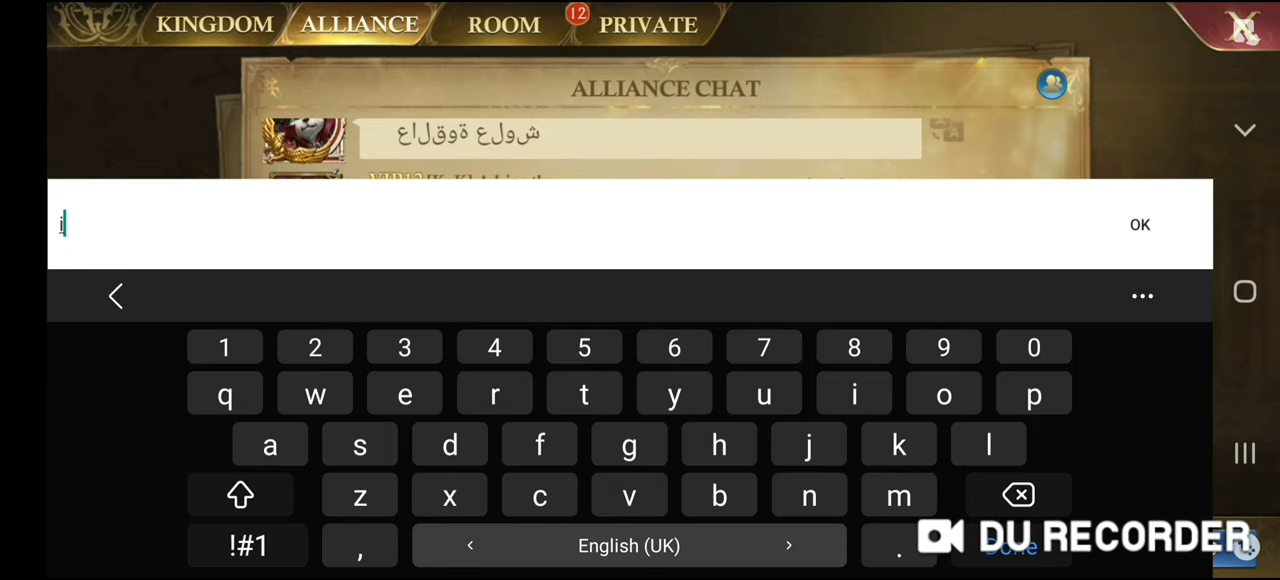 KINGDOM
ALLIANCE
ROOM
12
PRIVATE
ALLIANCE CHAT
شولع ةوقلاع
i
OK
1 2 3 4 5 6 7 8 9 0
q w e r t y u i o p
a s d f g h j k l
z x c v b n m
!#1 , < English (UK) > . Done
DU RECORDER